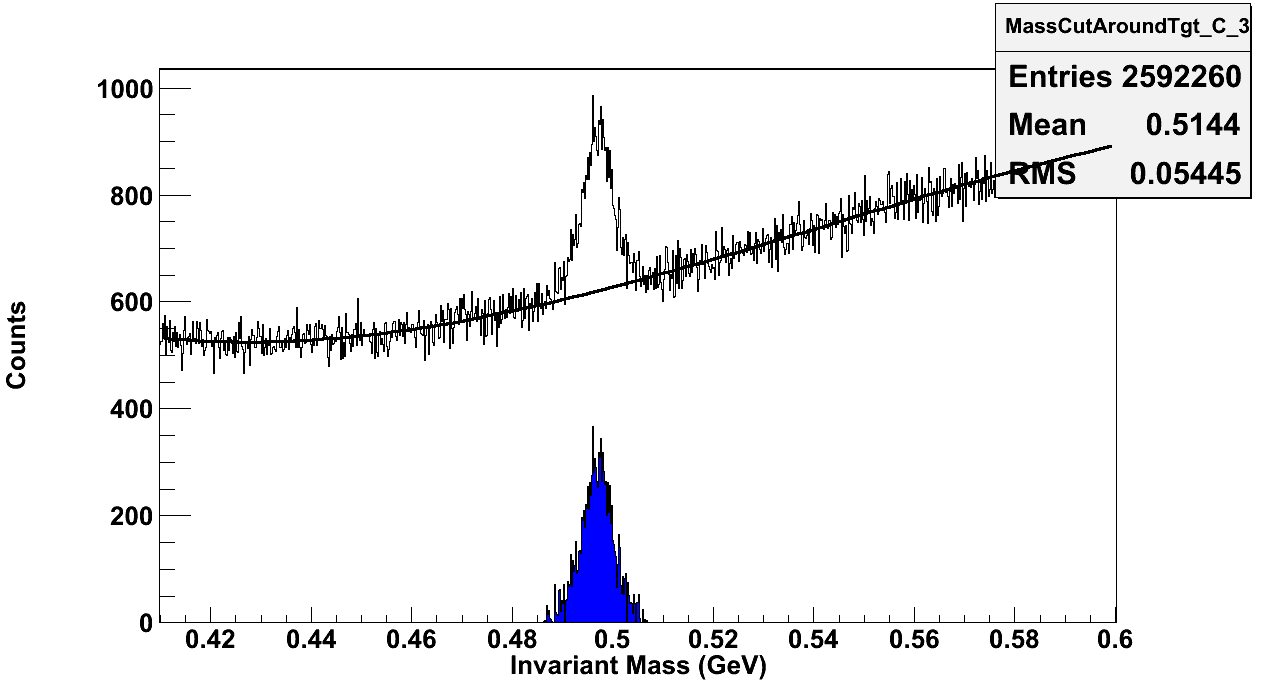 MassCutAroundTgt_C_3
Entries 2592260
Mean 0.5144
RMS 0.05445
1000
800
600
400
200
0
Counts
0.42 0.44 0.46 0.48 0.5 0.52 0.54 0.56 0.58 0.6
Invariant Mass (GeV)